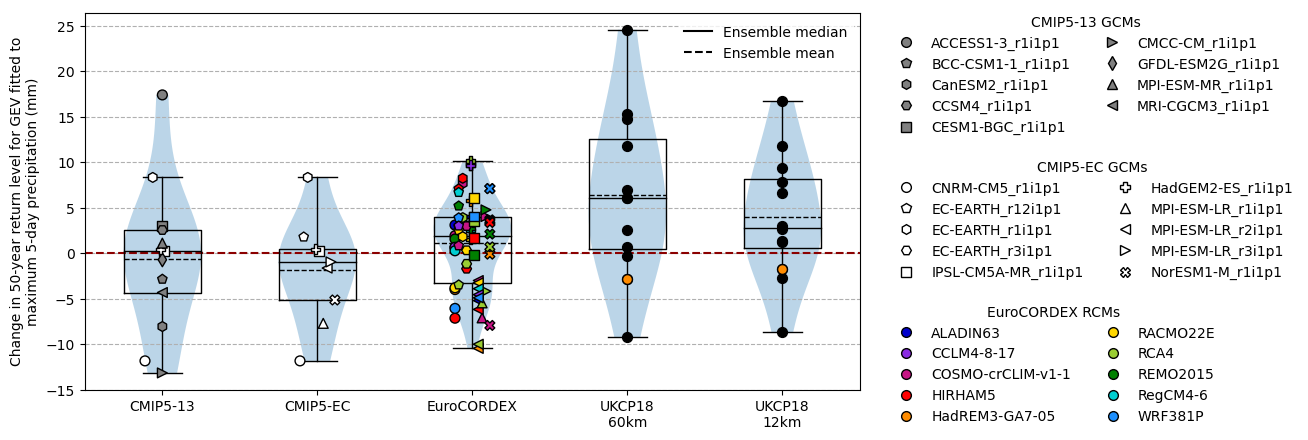 Change in 50-year return level for GEV fitted to
maximum 5-day precipitation (mm)
25
20
15
10
5
0
−5
−10
−15
Ensemble median
Ensemble mean
CMIP5-13
CMIP5-EC
EuroCORDEX
UKCP18
60km
UKCP18
12km
CMIP5-13 GCMs
ACCESS1-3_r1i1p1
BCC-CSM1-1_r1i1p1
CanESM2_r1i1p1
CCSM4_r1i1p1
CESM1-BGC_r1i1p1
CMCC-CM_r1i1p1
GFDL-ESM2G_r1i1p1
MPI-ESM-MR_r1i1p1
MRI-CGCM3_r1i1p1
CMIP5-EC GCMs
CNRM-CM5_r1i1p1
EC-EARTH_r12i1p1
EC-EARTH_r1i1p1
EC-EARTH_r3i1p1
IPSL-CM5A-MR_r1i1p1
HadGEM2-ES_r1i1p1
MPI-ESM-LR_r1i1p1
MPI-ESM-LR_r2i1p1
MPI-ESM-LR_r3i1p1
NorESM1-M_r1i1p1
EuroCORDEX RCMs
ALADIN63
CCLM4-8-17
COSMO-crCLIM-v1-1
HIRHAM5
HadREM3-GA7-05
RACMO22E
RCA4
REMO2015
RegCM4-6
WRF381P